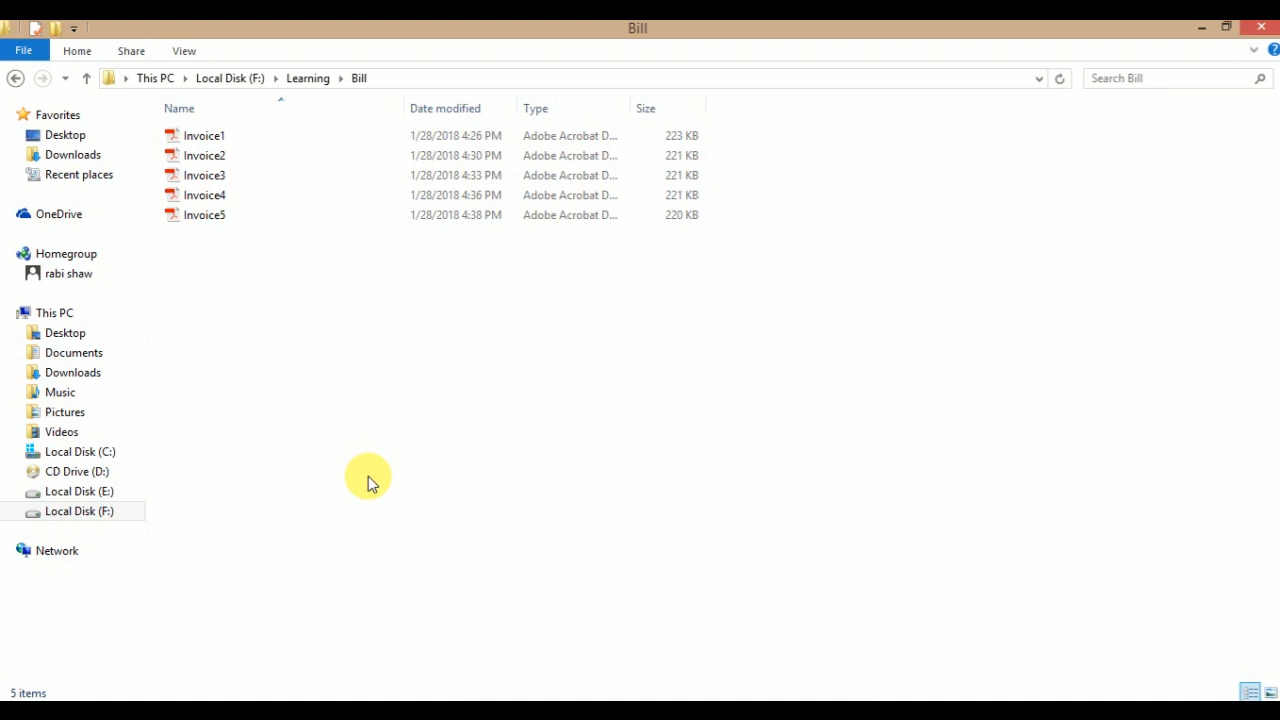 Bill
File Home Share View
This PC Local Disk (F:) Learning Bill Search Bill
Name Date modified Type Size
Invoice1 1/28/2018 4:26 PM Adobe Acrobat D... 223 KB
Invoice2 1/28/2018 4:30 PM Adobe Acrobat D... 221 KB
Invoice3 1/28/2018 4:33 PM Adobe Acrobat D... 221 KB
Invoice4 1/28/2018 4:36 PM Adobe Acrobat D... 221 KB
Invoice5 1/28/2018 4:38 PM Adobe Acrobat D... 220 KB
Favorites
Desktop
Downloads
Recent places
OneDrive
Homegroup
rabi shaw
This PC
Desktop
Documents
Downloads
Music
Pictures
Videos
Local Disk (C:)
CD Drive (D:)
Local Disk (E:)
Local Disk (F:)
Network
5 items